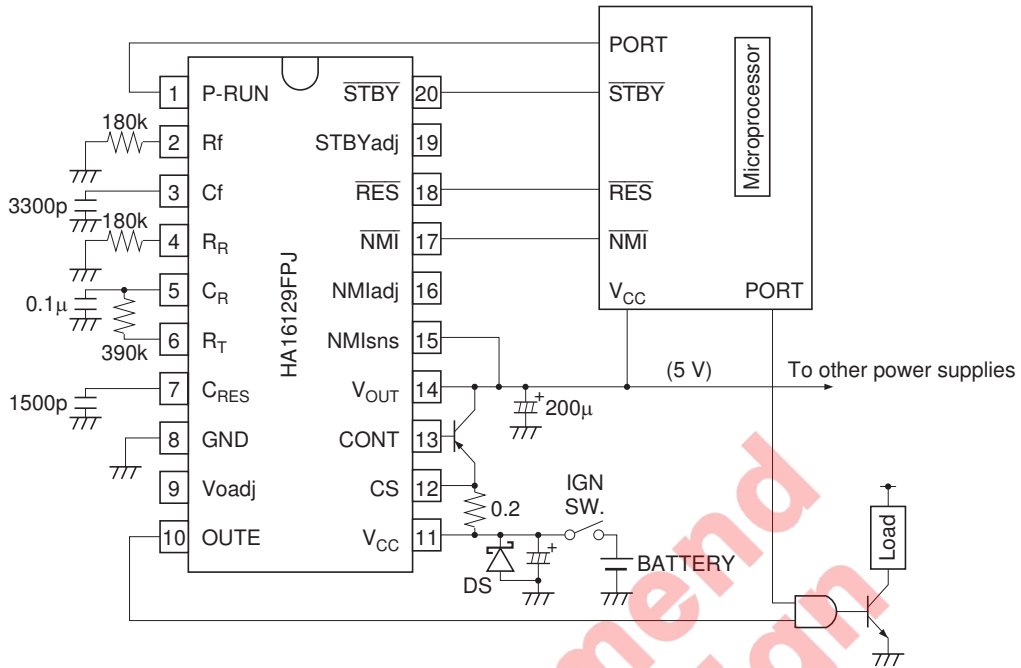 PORT
1 P-RUN
STBY 20
STBY
Microprocessor
180k
2 Rf
STBYadj 19
3 Cf
RES 18
RES
3300p
180k
4 RR
NMI 17
NMI
HA16129FPJ
5 CR
NMIadj 16
VCC
PORT
0.1μ
6 RT
NMIsns 15
390k
(5 V)
To other power supplies
7 CRES
VOUT 14
1500p
+
200μ
8 GND
CONT 13
9 Voadj
CS 12
IGN
SW.
0.2
10 OUTE
VCC 11
+
Load
DS
BATTERY
mend
ign